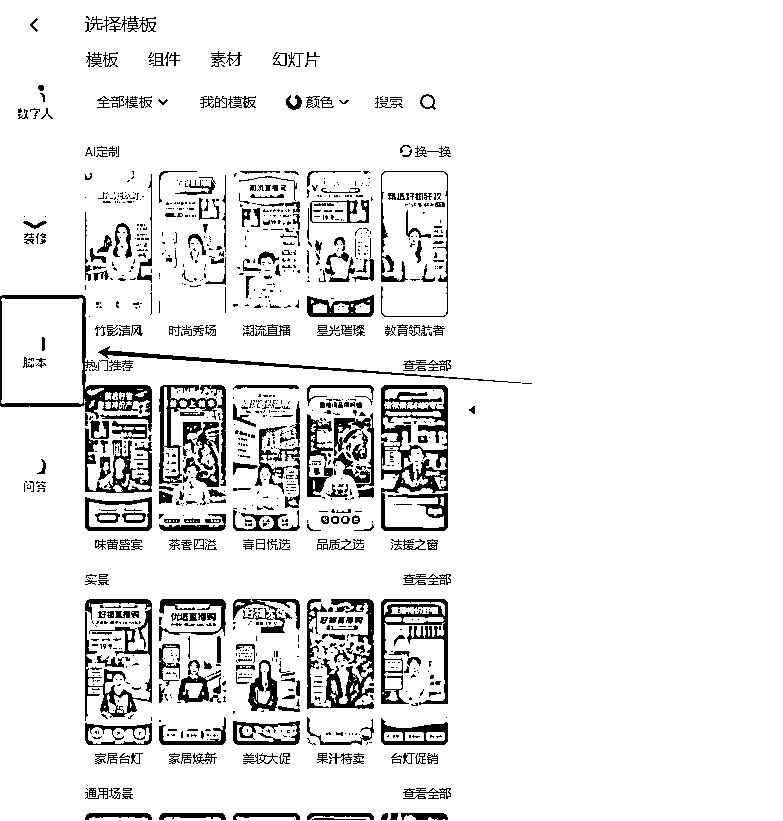 选择模板
模板 组件 素材 幻灯片
全部模板 我的模板 颜色 搜索
数字人
装修
脚本
问答
AI定制 换一换
竹影清风 时尚秀场 潮流直播 星光璀璨 教育领航者
热门推荐 查看全部
味蕾盛宴 茶香四溢 春日悦选 品质之选 法援之窗
实景 查看全部
好物直播购 优选直播购
家居台灯 家居焕新 美妆大促 果汁特卖 台灯促销
通用场景 查看全部